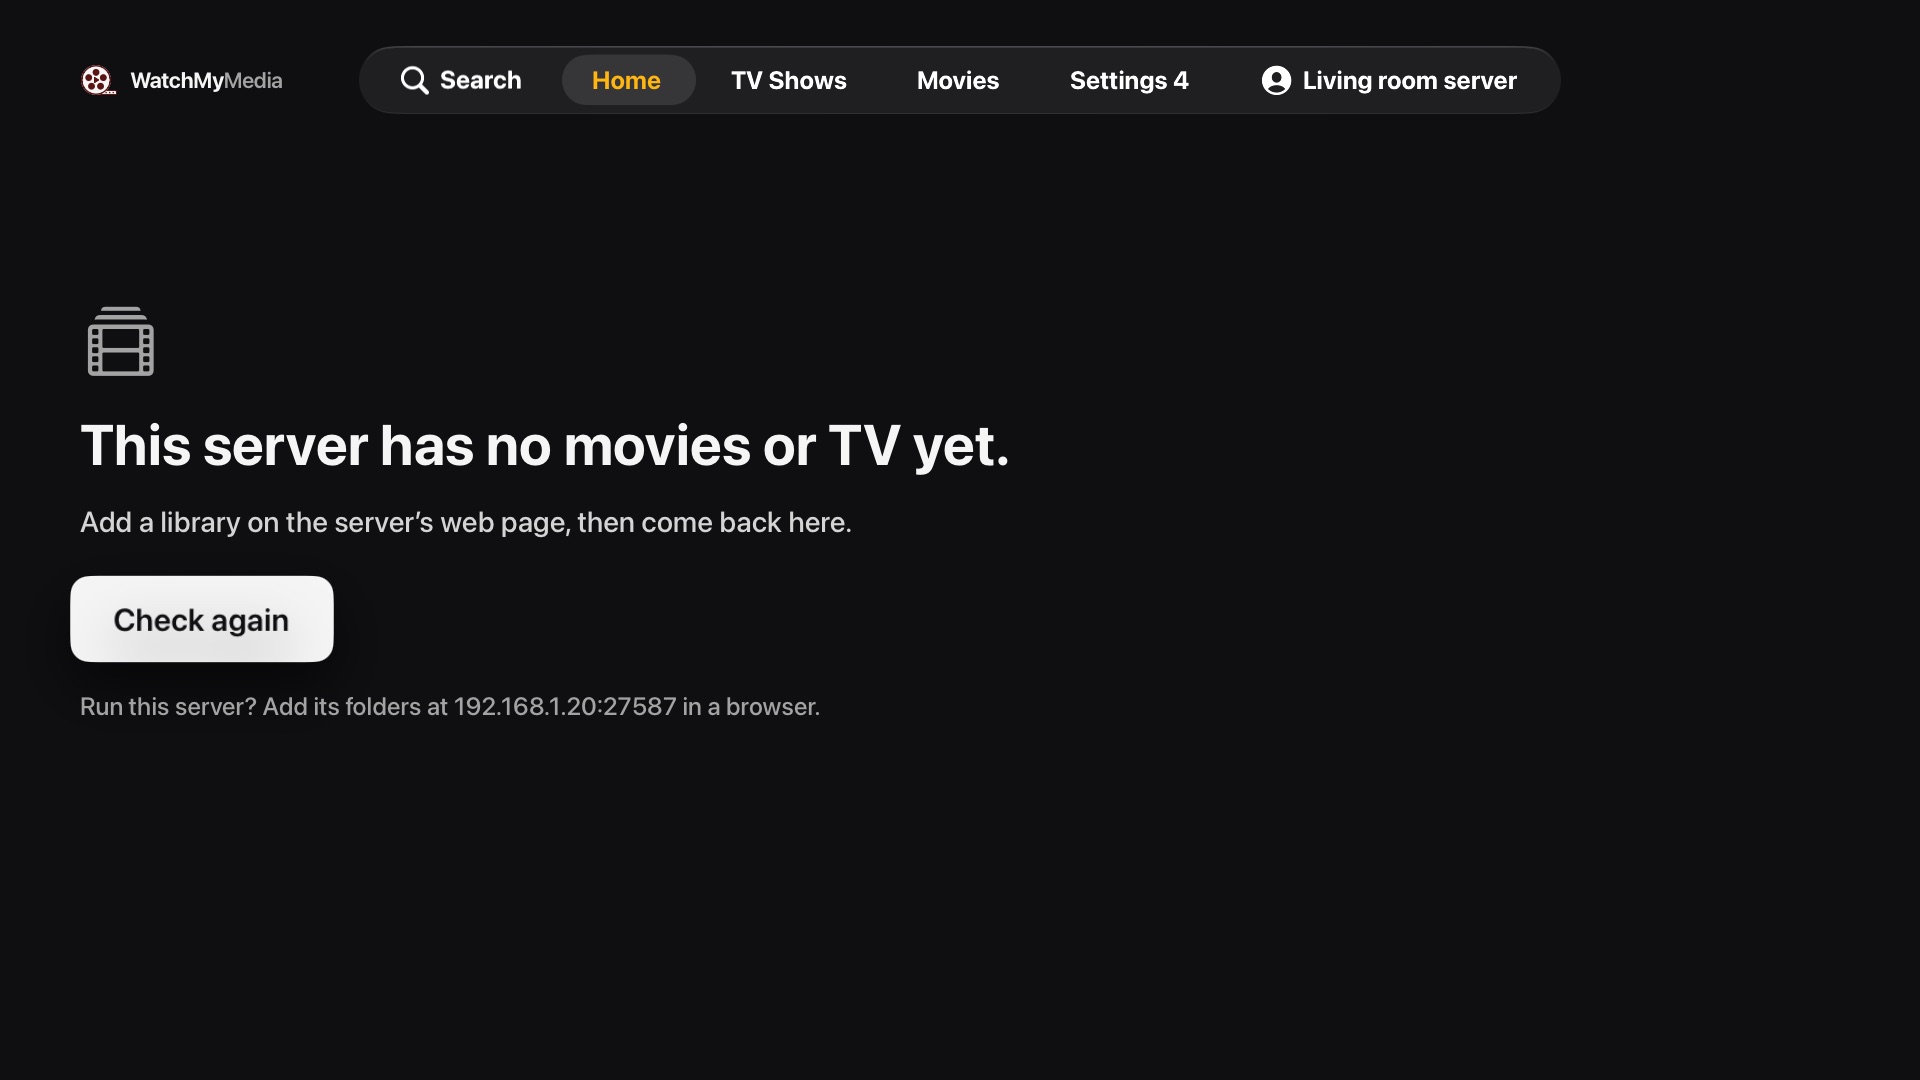 WatchMyMedia
Search Home TV Shows Movies Settings 4 Living room server
This server has no movies or TV yet.
Add a library on the server’s web page, then come back here.
Check again
Run this server? Add its folders at 192.168.1.20:27587 in a browser.